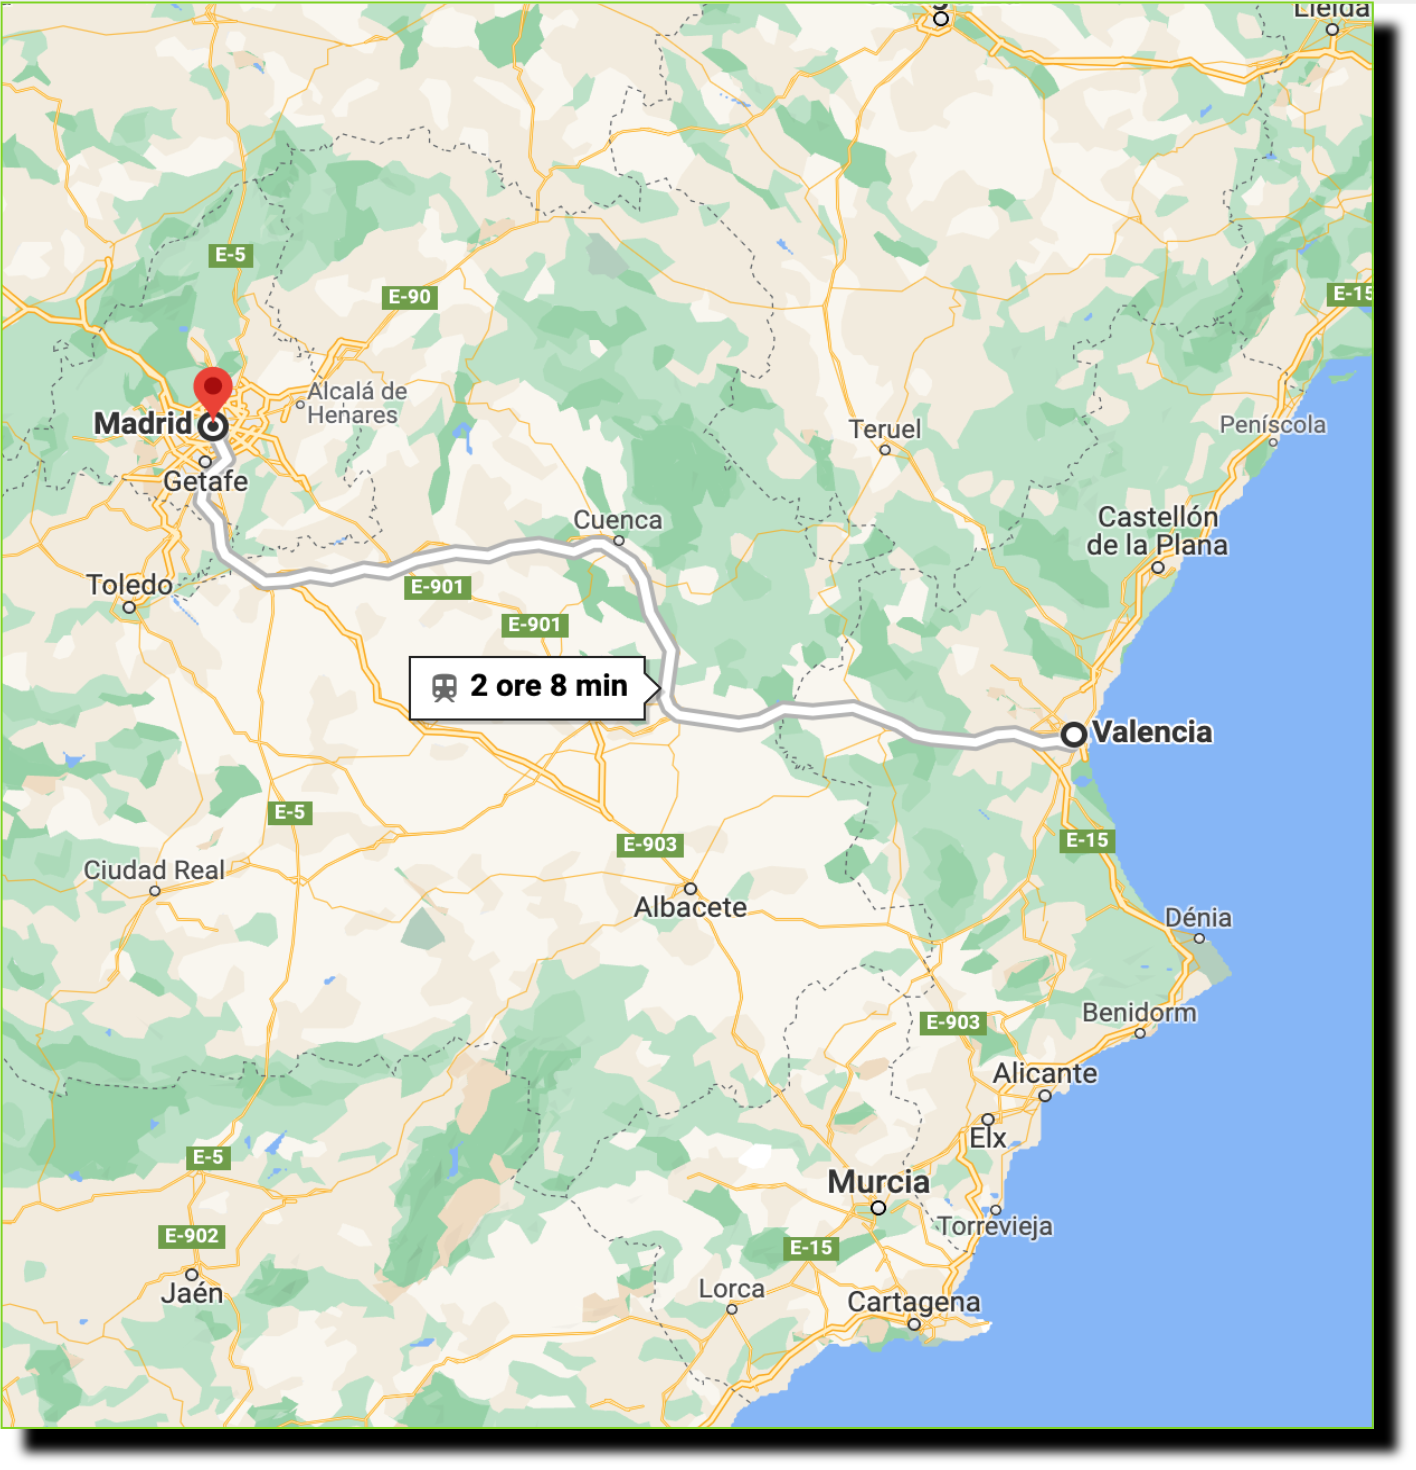 Lleida
E-5
E-90
E-15
Alcalá de
Henares
Madrid
Peníscola
Teruel
Getafe
Castellón
de la Plana
Cuenca
Toledo
E-901
E-901
2 ore 8 min
Valencia
E-5
E-903
E-15
Ciudad Real
Albacete
Dénia
Benidorm
E-903
Alicante
Elx
E-5
Murcia
Torrevieja
E-902
E-15
Jaén
Lorca
Cartagena